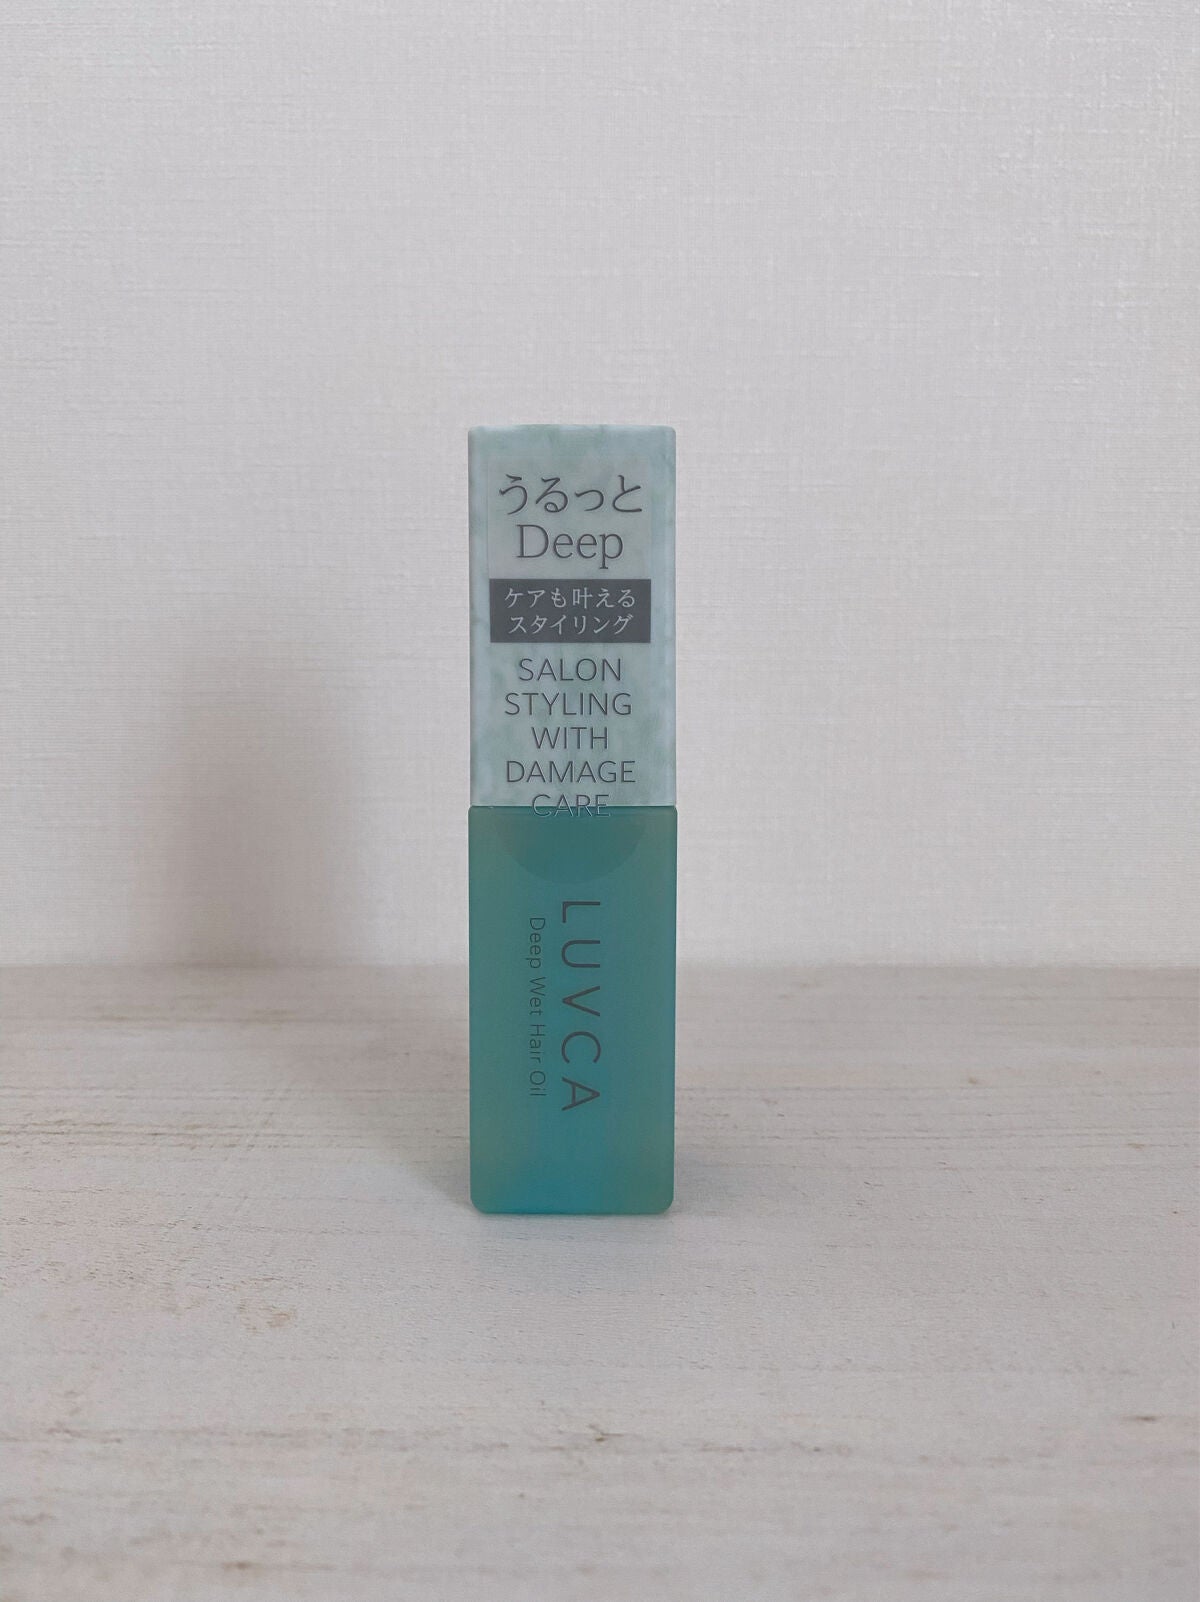 うるっと
Deep
ケアも叶える
スタイリング
SALON
STYLING
WITH
DAMAGE
CARE
LUVCA
Deep Wet Hair Oil